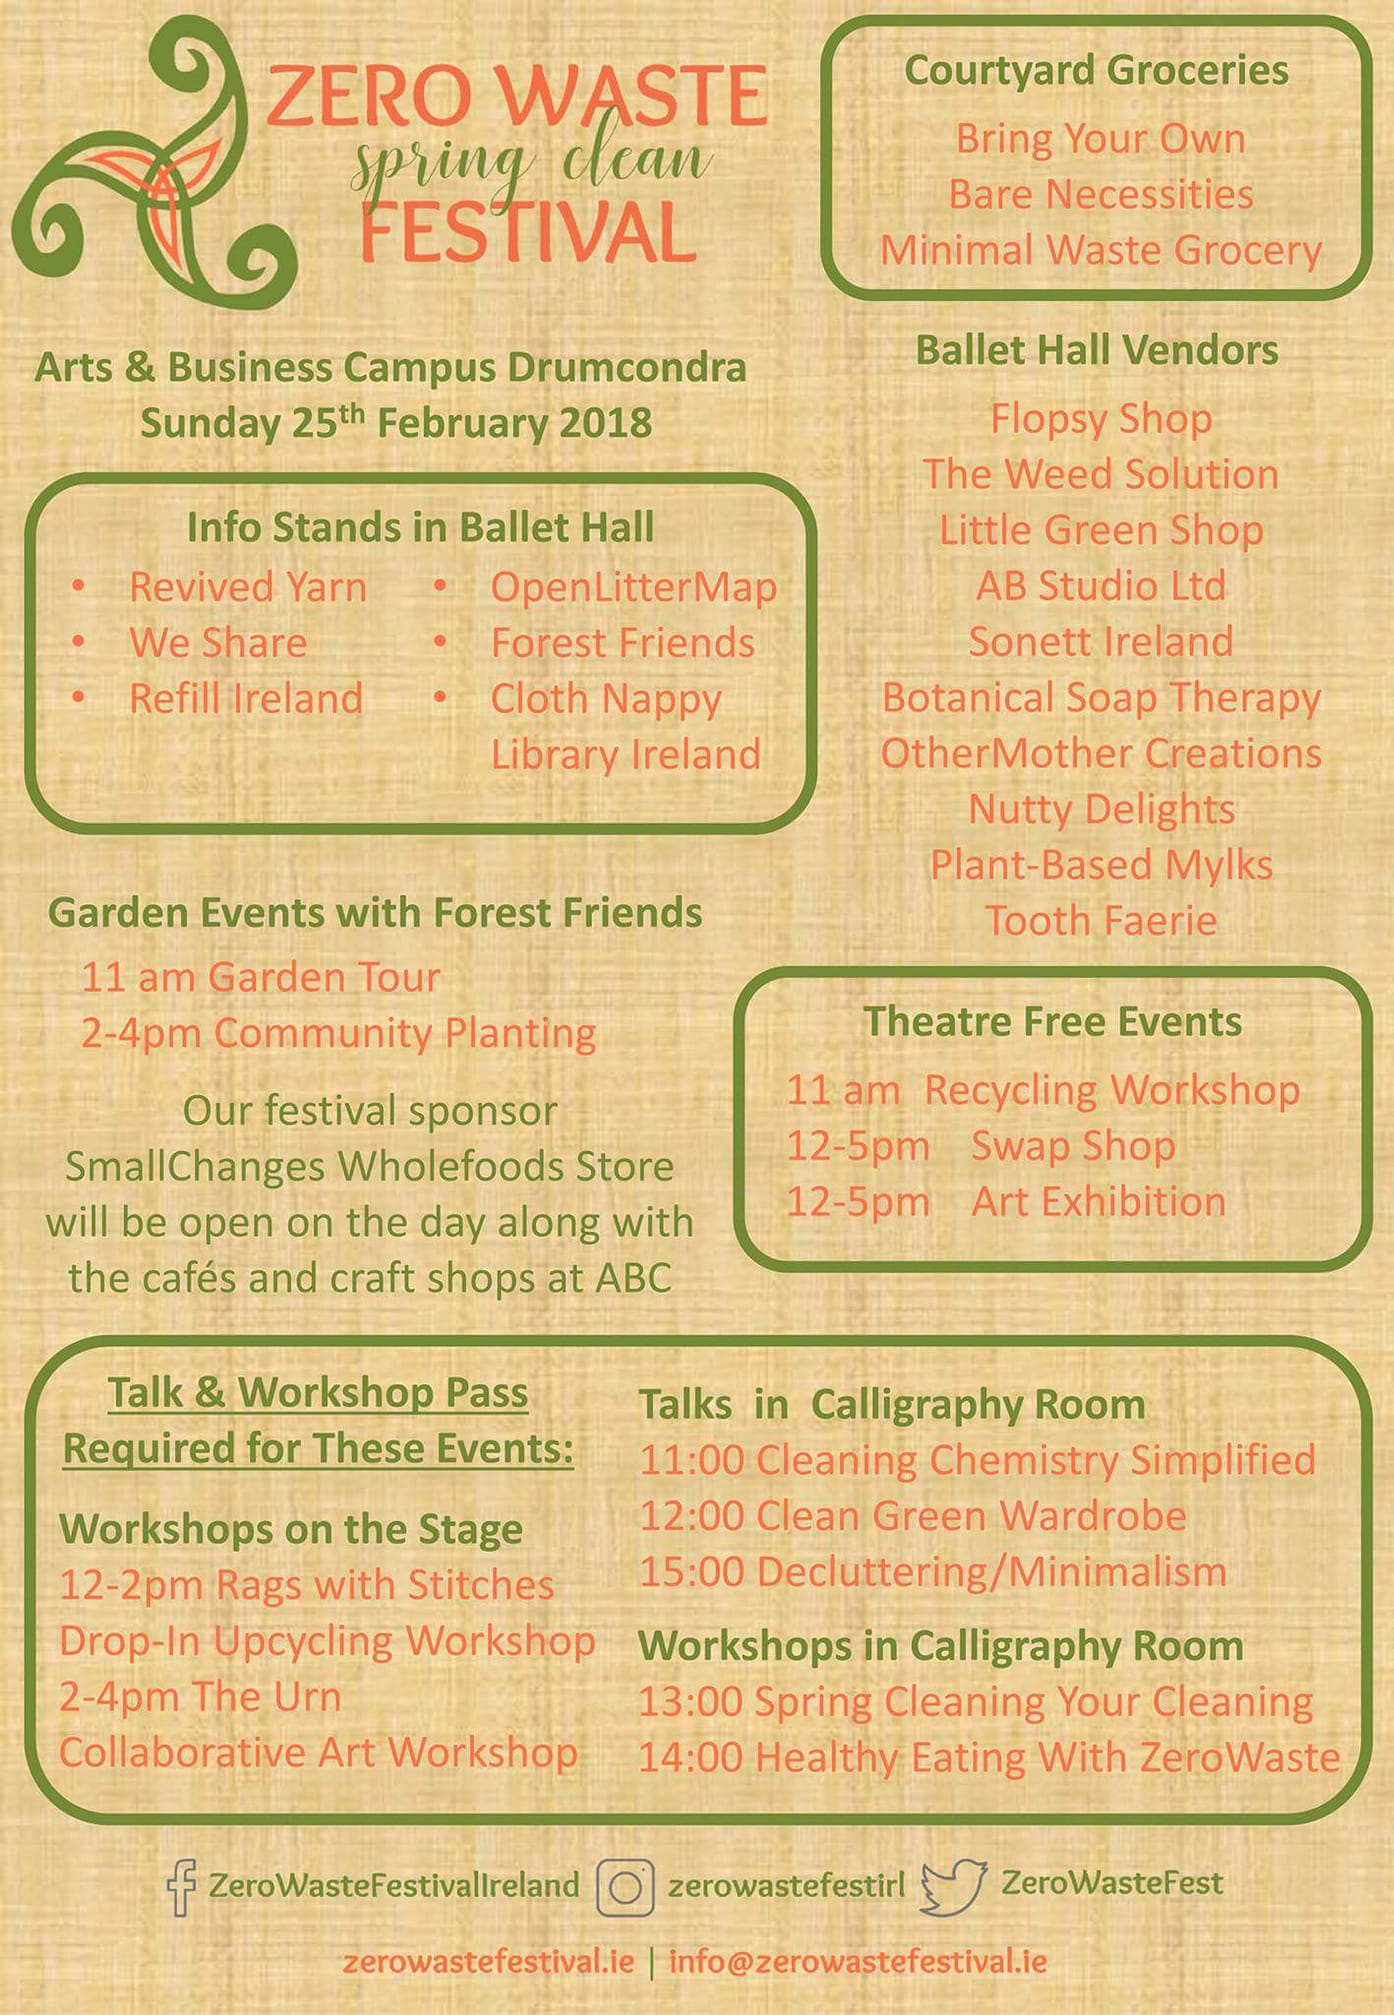 ZERO WASTE
spring clean
FESTIVAL
Arts & Business Campus Drumcondra
Sunday 25th February 2018
Info Stands in Ballet Hall
• Revived Yarn
• We Share
• Refill Ireland
• OpenLitterMap
• Forest Friends
• Cloth Nappy
Library Ireland
Garden Events with Forest Friends
11 am Garden Tour
2-4pm Community Planting
Our festival sponsor
SmallChanges Wholefoods Store
will be open on the day along with
the cafés and craft shops at ABC
Courtyard Groceries
Bring Your Own
Bare Necessities
Minimal Waste Grocery
Ballet Hall Vendors
Flopsy Shop
The Weed Solution
Little Green Shop
AB Studio Ltd
Sonett Ireland
Botanical Soap Therapy
OtherMother Creations
Nutty Delights
Plant-Based Mylks
Tooth Faerie
Theatre Free Events
11 am Recycling Workshop
12-5pm Swap Shop
12-5pm Art Exhibition
Talk & Workshop Pass
Required for These Events:
Workshops on the Stage
12-2pm Rags with Stitches
Drop-In Upcycling Workshop
2-4pm The Urn
Collaborative Art Workshop
Talks in Calligraphy Room
11:00 Cleaning Chemistry Simplified
12:00 Clean Green Wardrobe
15:00 Decluttering/Minimalism
Workshops in Calligraphy Room
13:00 Spring Cleaning Your Cleaning
14:00 Healthy Eating With ZeroWaste
ZeroWasteFestivalIreland zerowastefestirl ZeroWasteFest
zerowastefestival.ie | info@zerowastefestival.ie